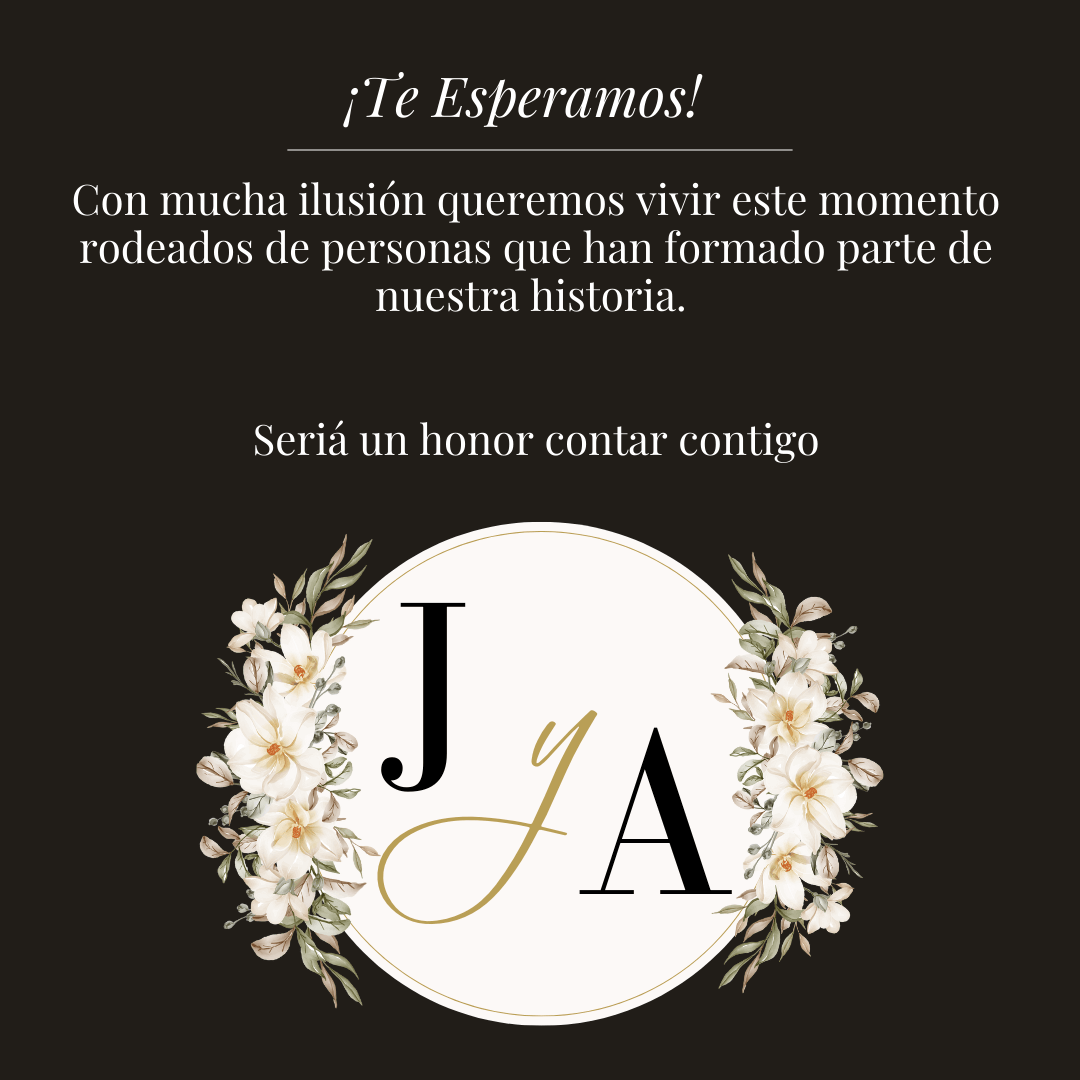 ¡Te Esperamos!
Con mucha ilusión queremos vivir este momento
rodeados de personas que han formado parte de
nuestra historia.
Seriá un honor contar contigo
J
y
A